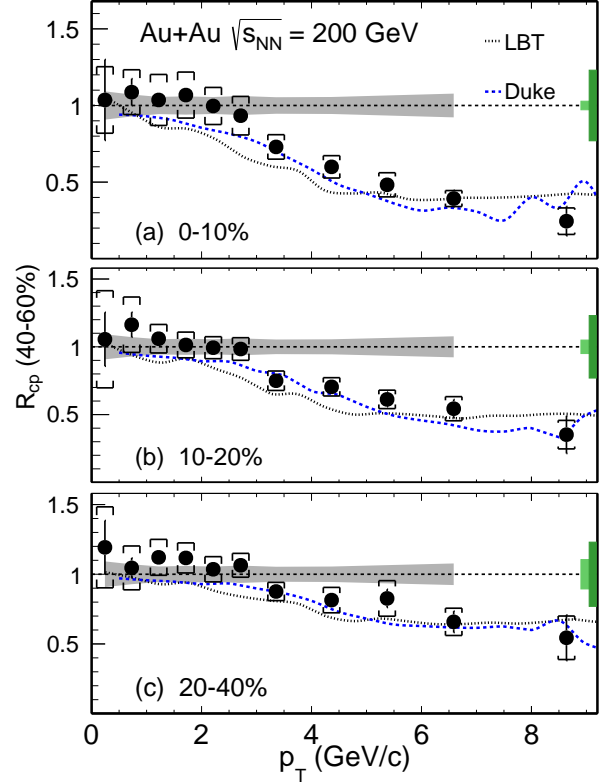 Au+Au √s_NN = 200 GeV
LBT
Duke
1.5
1
0.5
(a) 0-10%
1.5
1
0.5
(b) 10-20%
1.5
1
0.5
(c) 20-40%
R_cp (40-60%)
0 2 4 6 8
p_T (GeV/c)